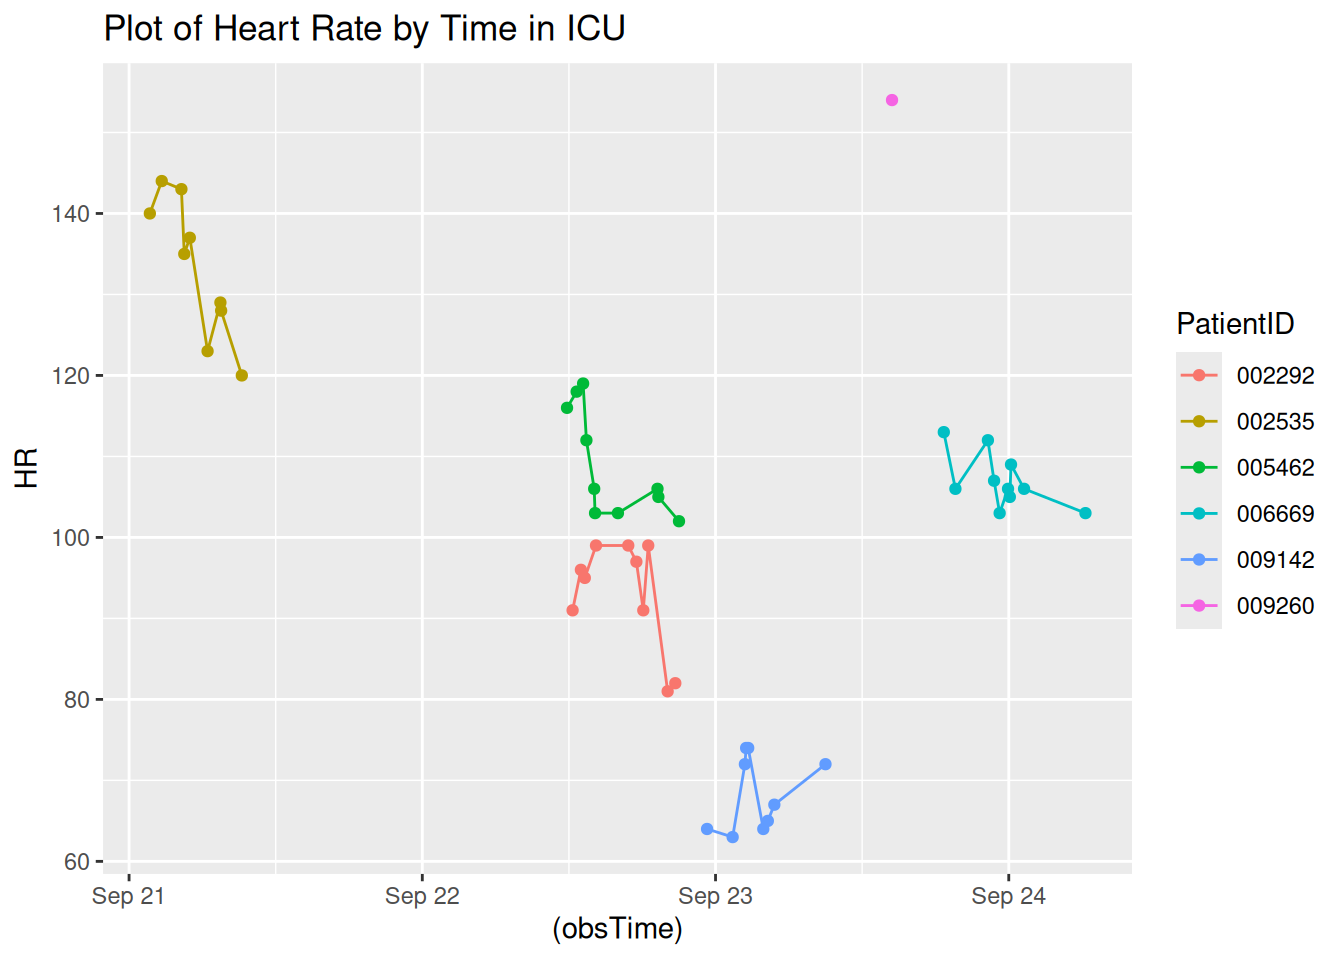 Plot of Heart Rate by Time in ICU
HR
140
120
100
80
60
Sep 21
Sep 22
Sep 23
Sep 24
(obsTime)
PatientID
002292
002535
005462
006669
009142
009260